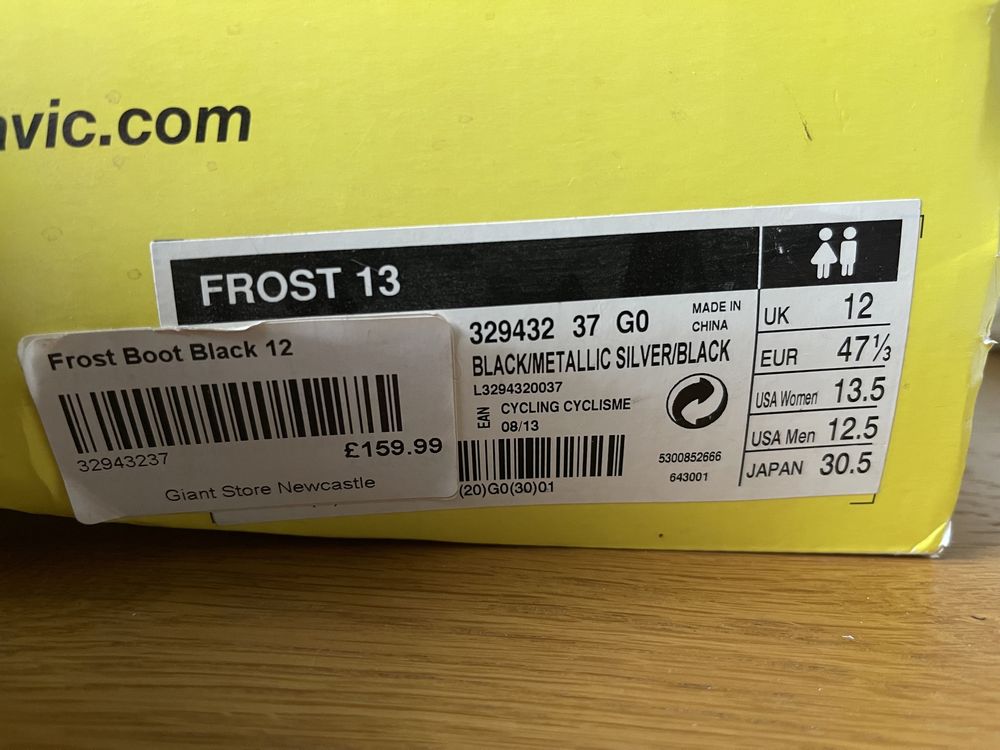 avic.com
FROST 13
Frost Boot Black 12
32943237
£159.99
Giant Store Newcastle
329432 37 G0
MADE IN CHINA
BLACK/METALLIC SILVER/BLACK
L3294320037
EAN
CYCLING CYCLISME
08/13
(20)G0(30)01
5300852666
643001
UK 12
EUR 47⅓
USA Women 13.5
USA Men 12.5
JAPAN 30.5